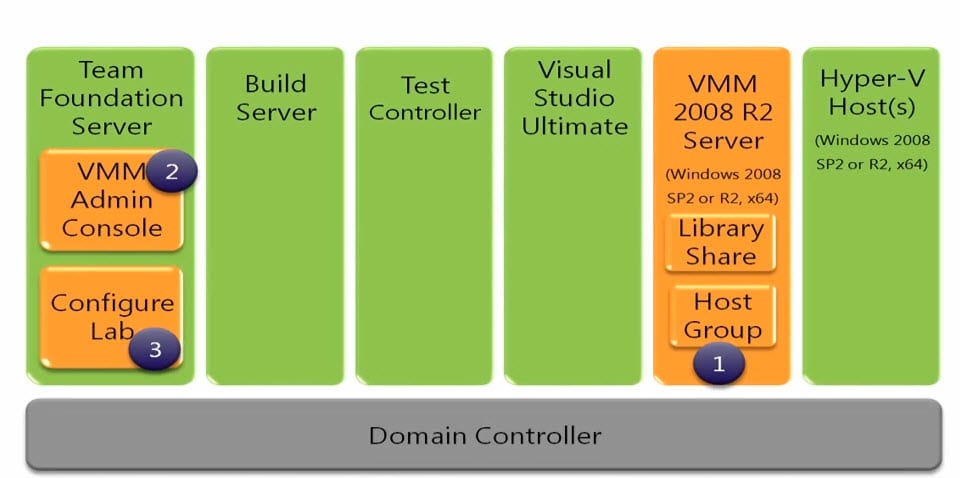 Team
Foundation
Server
VMM
2
Admin
Console
Configure
Lab
3
Build
Server
Test
Controller
Visual
Studio
Ultimate
VMM
2008 R2
Server
(Windows 2008
SP2 or R2, x64)
Library
Share
Host
Group
1
Hyper-V
Host(s)
(Windows 2008
SP2 or R2, x64)
Domain Controller